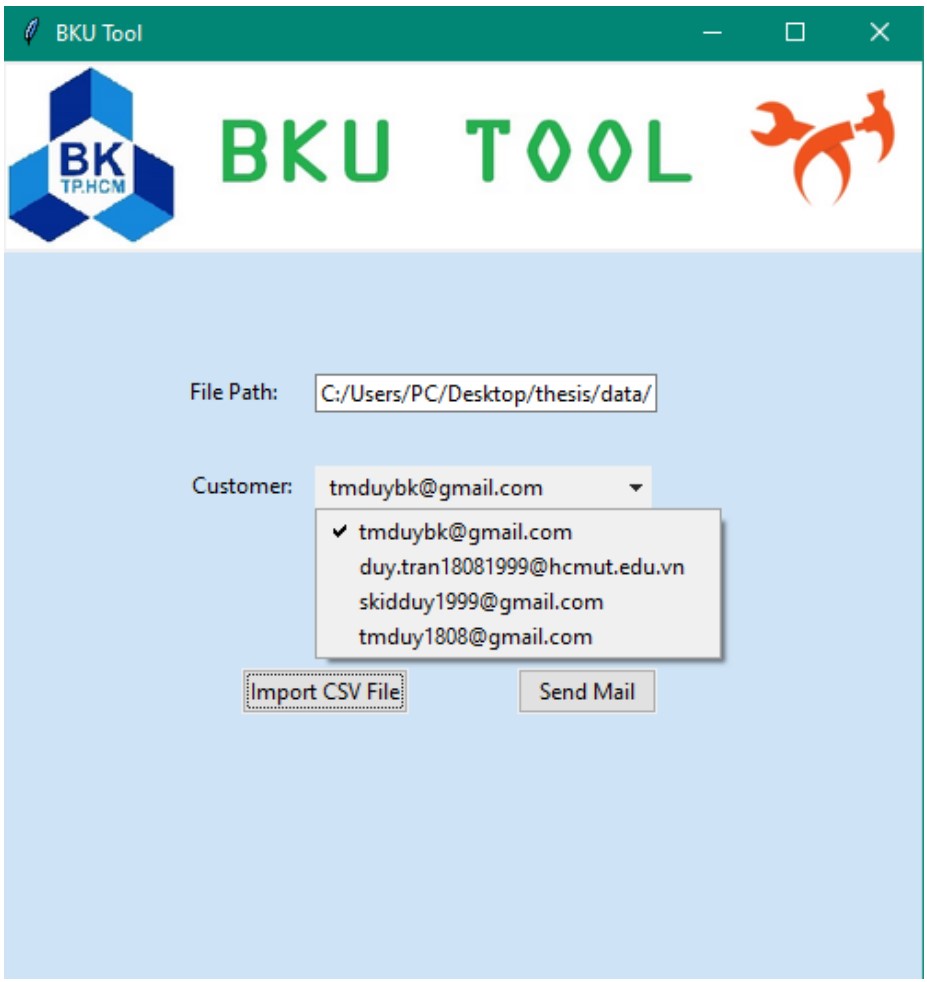 BKU Tool
BK
TP.HCM
BKU TOOL
File Path: C:/Users/PC/Desktop/thesis/data/
Customer: tmduybk@gmail.com
tmduybk@gmail.com
duy.tran18081999@hcmut.edu.vn
skidduy1999@gmail.com
tmduy1808@gmail.com
Import CSV File Send Mail